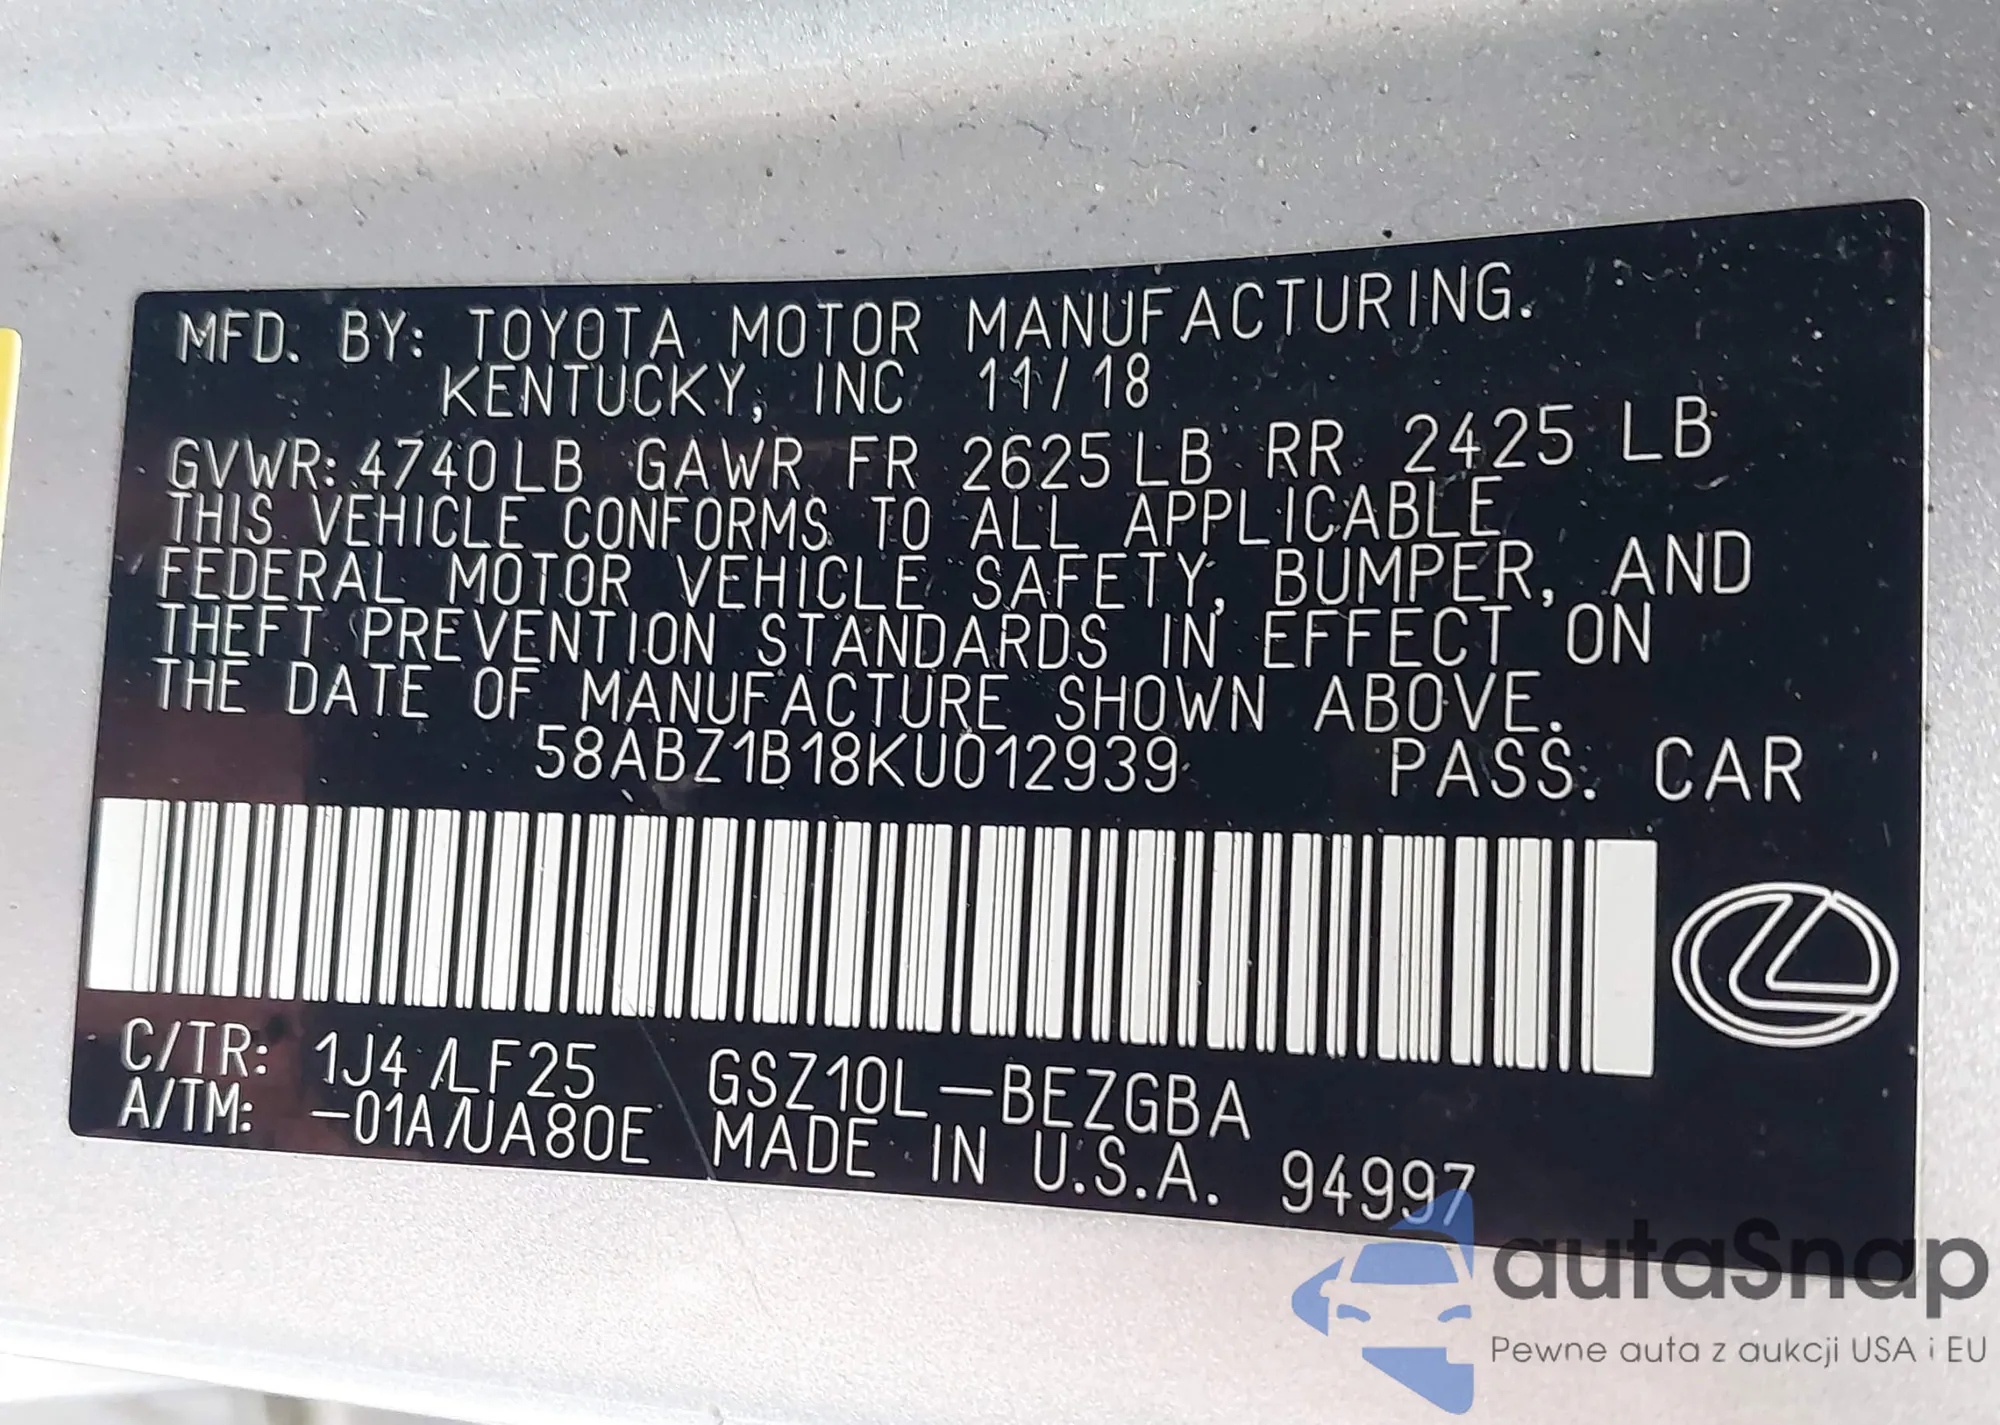 MFD. BY: TOYOTA MOTOR MANUFACTURING.
KENTUCKY, INC 11/18
GVWR: 4740LB GAWR FR 2625LB RR 2425 LB
THIS VEHICLE CONFORMS TO ALL APPLICABLE
FEDERAL MOTOR VEHICLE SAFETY, BUMPER, AND
THEFT PREVENTION STANDARDS IN EFFECT ON
THE DATE OF MANUFACTURE SHOWN ABOVE.
58ABZ1B18KU012939 PASS. CAR
C/TR: 1J4 /LF25 GSZ10L-BEZGBA
A/TM: -01A/UA80E MADE IN U.S.A. 94997
autaSnap
Pewne auta z aukcji USA i EU